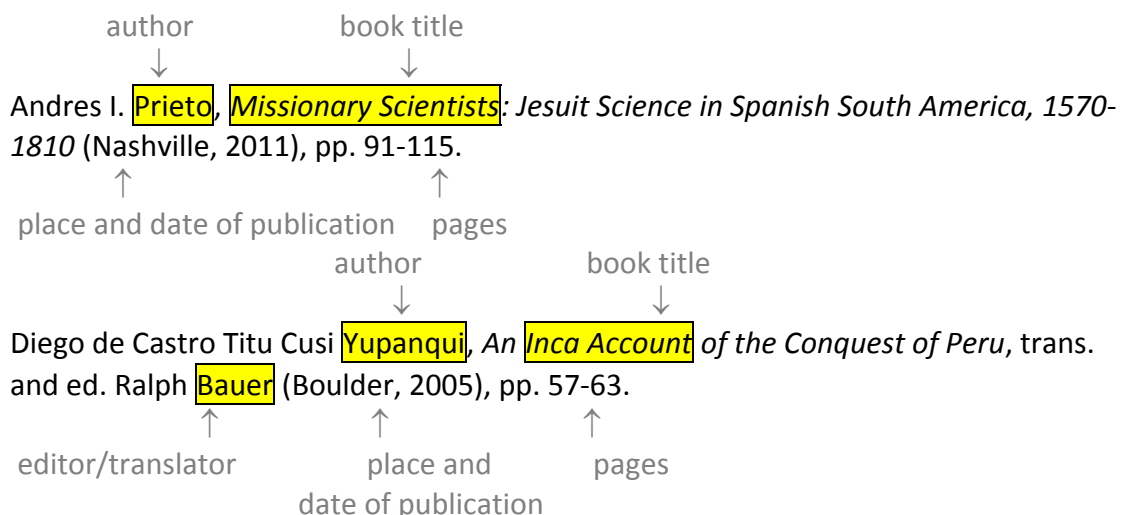 author book title
↓ ↓
Andres I. Prieto, Missionary Scientists: Jesuit Science in Spanish South America, 1570-
1810 (Nashville, 2011), pp. 91-115.
↑ ↑
place and date of publication pages
author book title
↓ ↓
Diego de Castro Titu Cusi Yupanqui, An Inca Account of the Conquest of Peru, trans.
and ed. Ralph Bauer (Boulder, 2005), pp. 57-63.
↑ ↑ ↑
editor/translator place and pages
date of publication